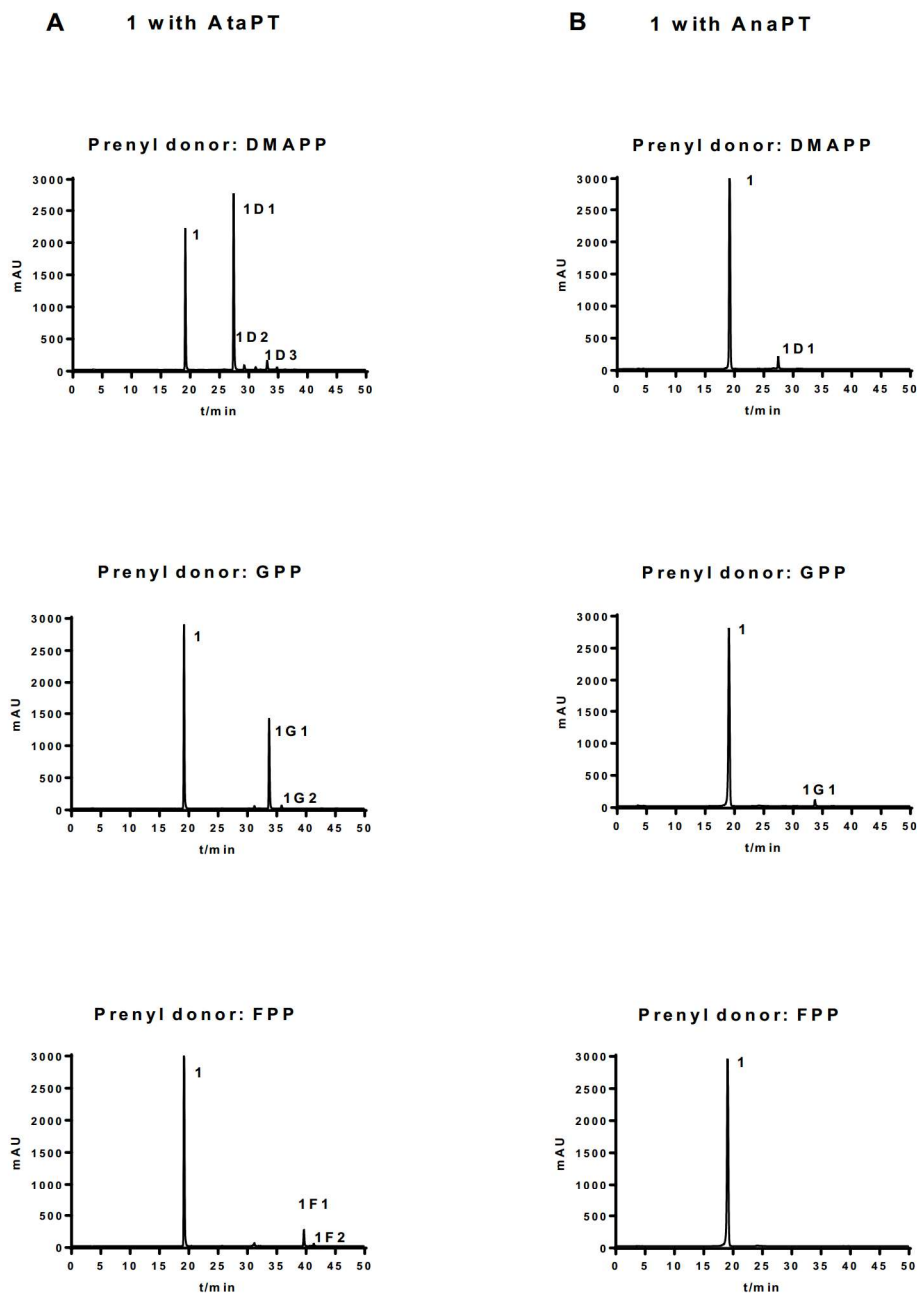 A 1 with AtaPT
B 1 with AnaPT
Prenyl donor: DMAPP
3000
2500
2000
1500
1000
500
0
mAU
1
1D1
1D2
1D3
0 5 10 15 20 25 30 35 40 45 50
t/min
Prenyl donor: DMAPP
3000
2500
2000
1500
1000
500
0
mAU
1
1D1
0 5 10 15 20 25 30 35 40 45 50
t/min
Prenyl donor: GPP
3000
2500
2000
1500
1000
500
0
mAU
1
1G1
1G2
0 5 10 15 20 25 30 35 40 45 50
t/min
Prenyl donor: GPP
3000
2500
2000
1500
1000
500
0
mAU
1
1G1
0 5 10 15 20 25 30 35 40 45 50
t/min
Prenyl donor: FPP
3000
2500
2000
1500
1000
500
0
mAU
1
1F1
1F2
0 5 10 15 20 25 30 35 40 45 50
t/min
Prenyl donor: FPP
3000
2500
2000
1500
1000
500
0
mAU
1
0 5 10 15 20 25 30 35 40 45 50
t/min